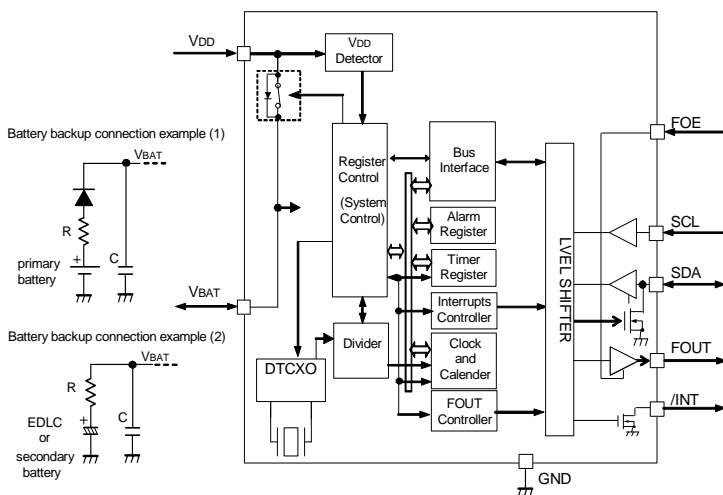 VDD
VDD
Detector
Battery backup connection example (1)
VBAT
R
+
C
primary
battery
VBAT
Battery backup connection example (2)
VBAT
R
+
C
EDLC
or
secondary
battery
Register
Control
(System
Control)
Divider
DTCXO
Bus
Interface
Alarm
Register
Timer
Register
Interrupts
Controller
Clock
and
Calender
FOUT
Controller
LVEL SHIFTER
FOE
SCL
SDA
FOUT
/INT
GND